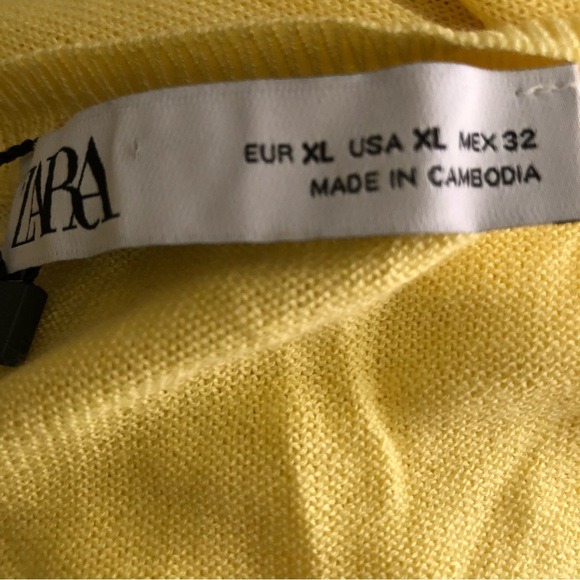 ZARA
EUR XL USA XL MEX 32
MADE IN CAMBODIA